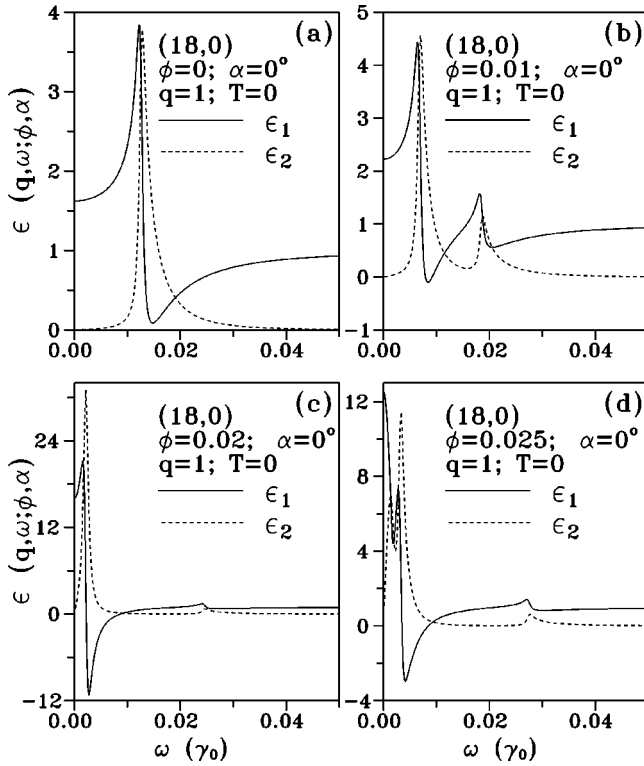 4
3
2
1
0
0.00
0.02
0.04
(a)
(18,0)
ϕ=0; α=0°
q=1; T=0
ϵ₁
ϵ₂
5
4
3
2
1
0
−1
0.00
0.02
0.04
(b)
(18,0)
ϕ=0.01; α=0°
q=1; T=0
ϵ₁
ϵ₂
ϵ (q,ω;ϕ,α)
24
12
0
−12
0.00
0.02
0.04
(c)
(18,0)
ϕ=0.02; α=0°
q=1; T=0
ϵ₁
ϵ₂
ϵ (q,ω;ϕ,α)
ω (γ₀)
12
8
4
0
−4
0.00
0.02
0.04
(d)
(18,0)
ϕ=0.025; α=0°
q=1; T=0
ϵ₁
ϵ₂
ω (γ₀)